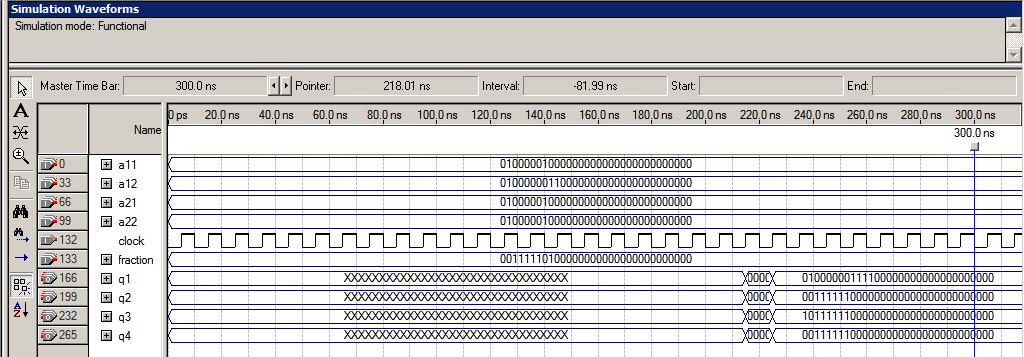 Simulation Waveforms
Simulation mode: Functional
Master Time Bar: 300.0 ns Pointer: 218.01 ns Interval: -81.99 ns Start: End:
Name 0 ps 20.0 ns 40.0 ns 60.0 ns 80.0 ns 100.0 ns 120.0 ns 140.0 ns 160.0 ns 180.0 ns 200.0 ns 220.0 ns 240.0 ns 260.0 ns 280.0 ns 300.0 ns
300.0 ns
0 a11 01000001000000000000000000000000
33 a12 01000000110000000000000000000000
66 a21 01000001000000000000000000000000
99 a22 01000001000000000000000000000000
132 clock
133 fraction 00111110100000000000000000000000
166 q1 XXXXXXXXXXXXXXXXXXXXXXXXXXXXXXXX 01000000111100000000000000000000
199 q2 XXXXXXXXXXXXXXXXXXXXXXXXXXXXXXXX 00111111000000000000000000000000
232 q3 XXXXXXXXXXXXXXXXXXXXXXXXXXXXXXXX 10111111000000000000000000000000
265 q4 XXXXXXXXXXXXXXXXXXXXXXXXXXXXXXXX 00111111000000000000000000000000